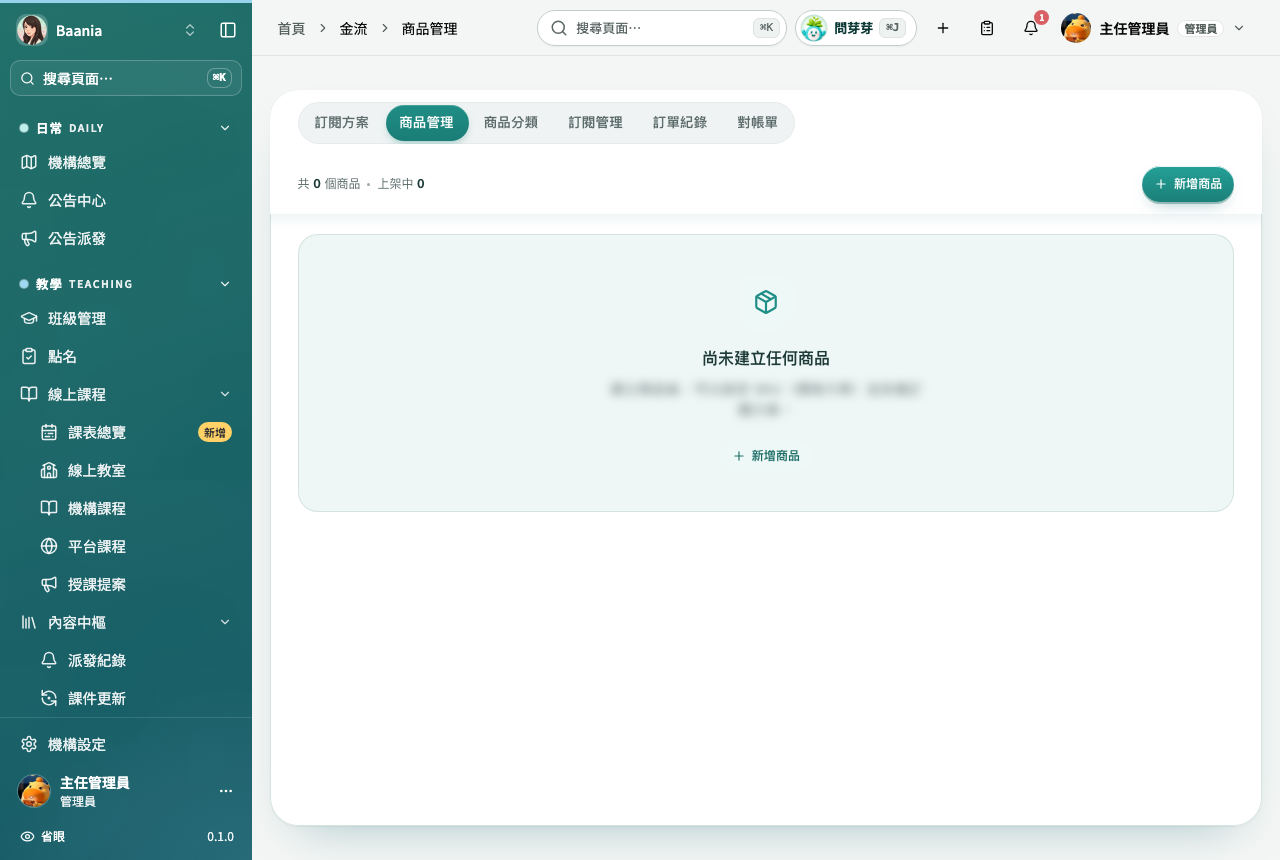 Baania
搜尋頁面⋯
⌘K
日常 DAILY
機構總覽
公告中心
公告派發
教學 TEACHING
班級管理
點名
線上課程
課表總覽
新增
線上教室
機構課程
平台課程
授課提案
內容中樞
派發紀錄
課件更新
機構設定
主任管理員
管理員
省眼
0.1.0
首頁
金流
商品管理
搜尋頁面⋯
⌘K
問芽芽
⌘J
1
主任管理員
管理員
訂閱方案
商品管理
商品分類
訂閱管理
訂單紀錄
對帳單
共 0 個商品 • 上架中 0
新增商品
尚未建立任何商品
新增商品